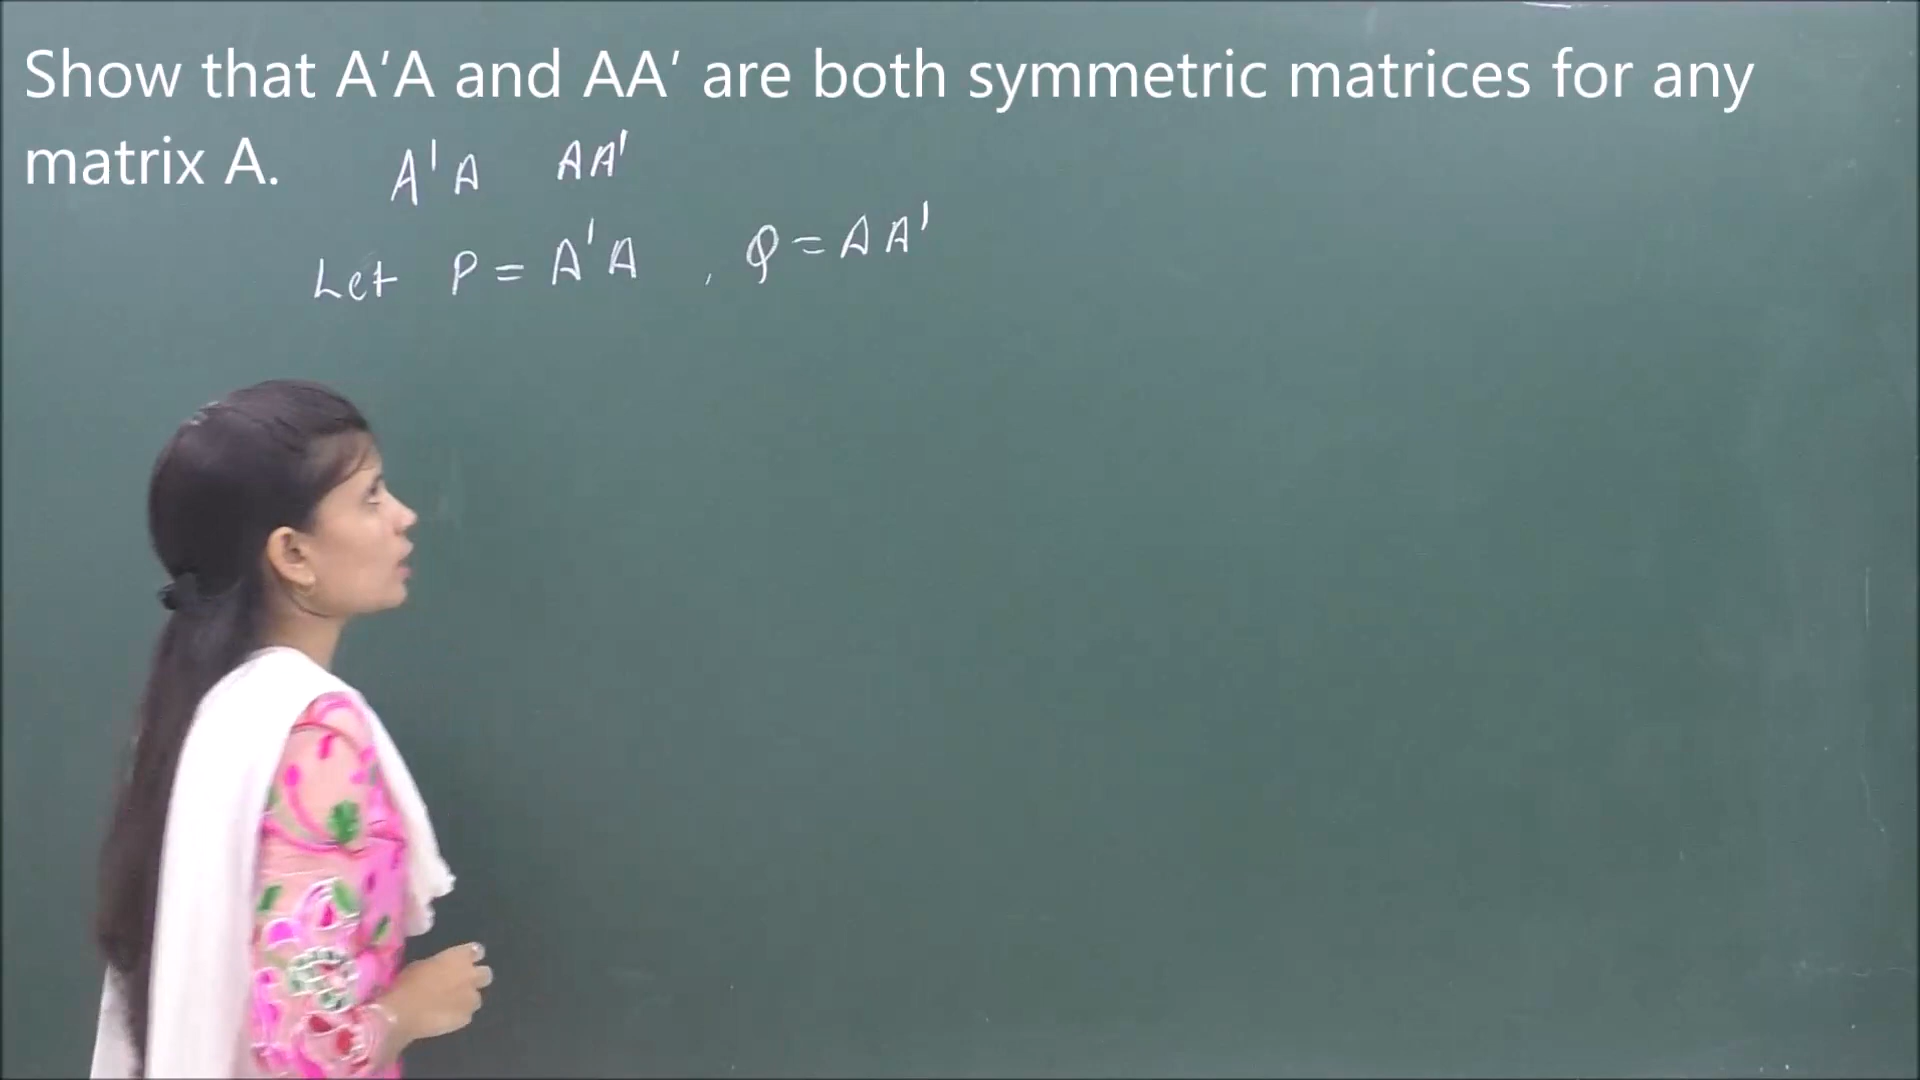 Show that A′A and AA′ are both symmetric matrices for any
matrix A.
A'A AA'
Let P = A'A , Q = AA'